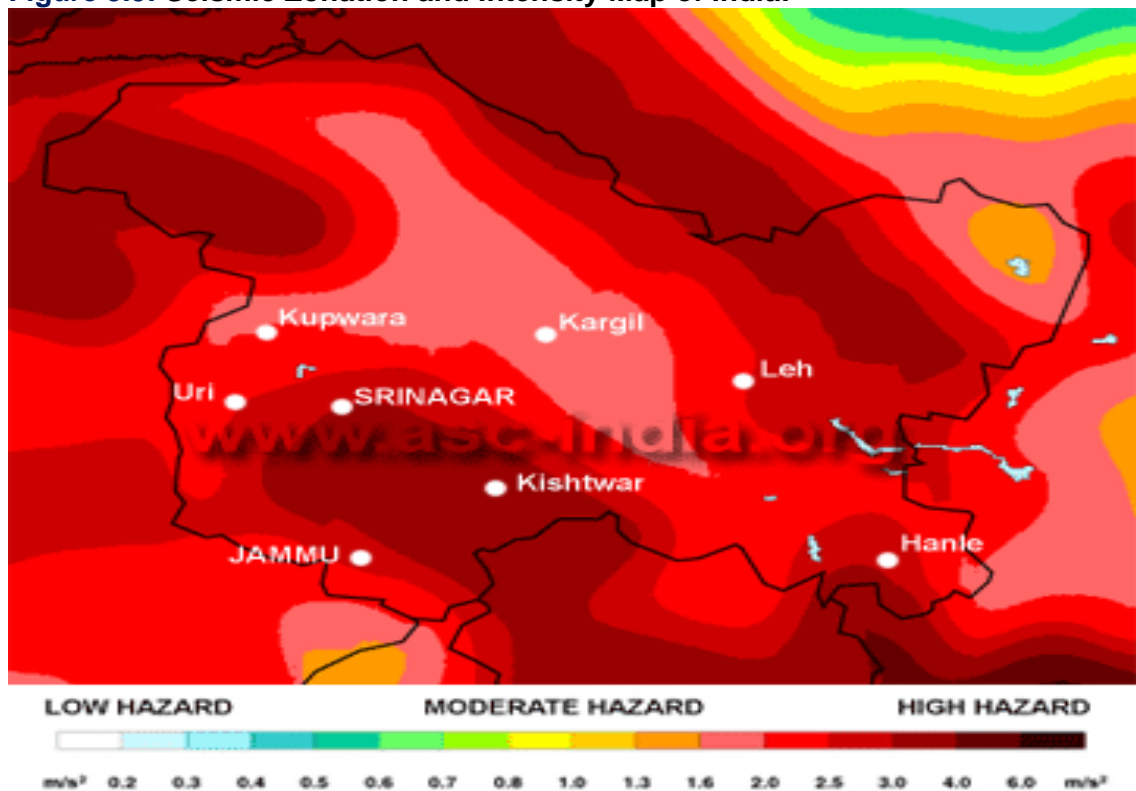 Figure 3.3: Seismic Zonation and Intensity Map of India.
Kupwara
Kargil
Leh
Uri
SRINAGAR
www.asc-india.org
Kishtwar
JAMMU
Hanle
LOW HAZARD MODERATE HAZARD HIGH HAZARD
m/s² 0.2 0.3 0.4 0.5 0.6 0.7 0.8 1.0 1.3 1.6 2.0 2.5 3.0 4.0 6.0 m/s²